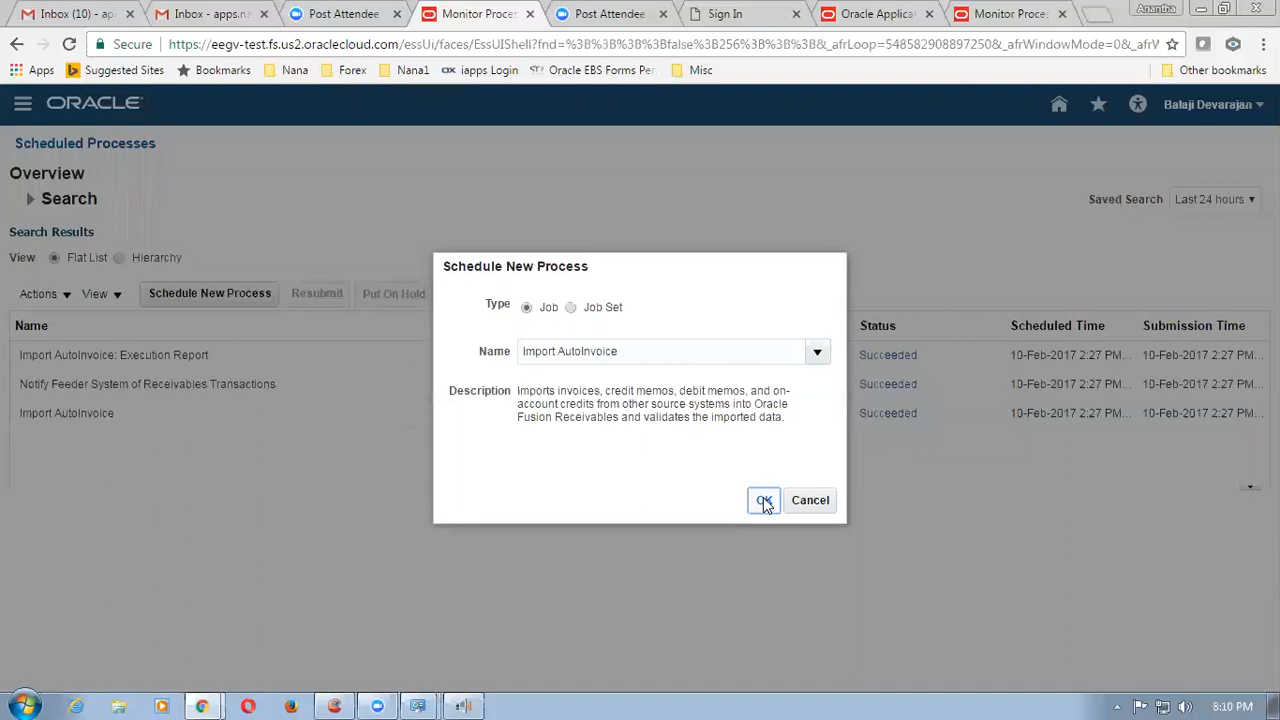 Inbox (10) - ap
Inbox - apps.n
Post Attendee
Monitor Proce
Post Attendee
Sign In
Oracle Applica
Monitor Proce
Anantha
Secure
https://eegv-test.fs.us2.oraclecloud.com/essUi/faces/EssUIShell?fnd=%3B%3B%3B%3Bfalse%3B256%3B%3B%3B&_afrLoop=548582908897250&_afrWindowMode=0&_afrW
Apps
Suggested Sites
Bookmarks
Nana
Forex
Nana1
iapps Login
Oracle EBS Forms Per
Misc
Other bookmarks
ORACLE
Balaji Devarajan
Scheduled Processes
Overview
Search
Saved Search Last 24 hours
Search Results
View Flat List Hierarchy
Actions View Schedule New Process Resubmit Put On Hold
Name Status Scheduled Time Submission Time
Import AutoInvoice: Execution Report Succeeded 10-Feb-2017 2:27 PM... 10-Feb-2017 2:27 PM...
Notify Feeder System of Receivables Transactions Succeeded 10-Feb-2017 2:27 PM... 10-Feb-2017 2:27 PM...
Import AutoInvoice Succeeded 10-Feb-2017 2:27 PM... 10-Feb-2017 2:27 PM...
Schedule New Process
Type Job Job Set
Name Import AutoInvoice
Description Imports invoices, credit memos, debit memos, and on-
account credits from other source systems into Oracle
Fusion Receivables and validates the imported data.
OK Cancel
8:10 PM